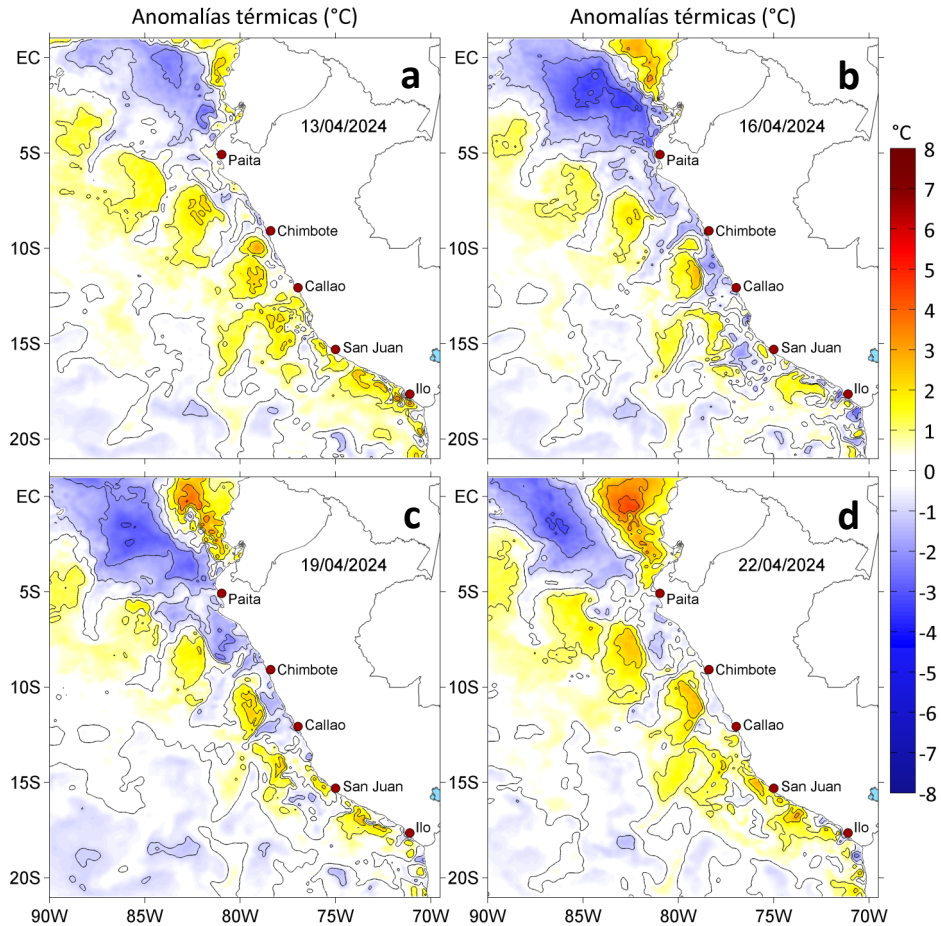 Anomalías térmicas (°C)
Anomalías térmicas (°C)
EC
5S
10S
15S
20S
a
13/04/2024
Paita
Chimbote
Callao
San Juan
Ilo
EC
5S
10S
15S
20S
b
16/04/2024
Paita
Chimbote
Callao
San Juan
Ilo
°C
8
7
6
5
4
3
2
1
0
-1
-2
-3
-4
-5
-6
-7
-8
EC
5S
10S
15S
20S
c
19/04/2024
Paita
Chimbote
Callao
San Juan
Ilo
90W
85W
80W
75W
70W
EC
5S
10S
15S
20S
d
22/04/2024
Paita
Chimbote
Callao
San Juan
Ilo
90W
85W
80W
75W
70W